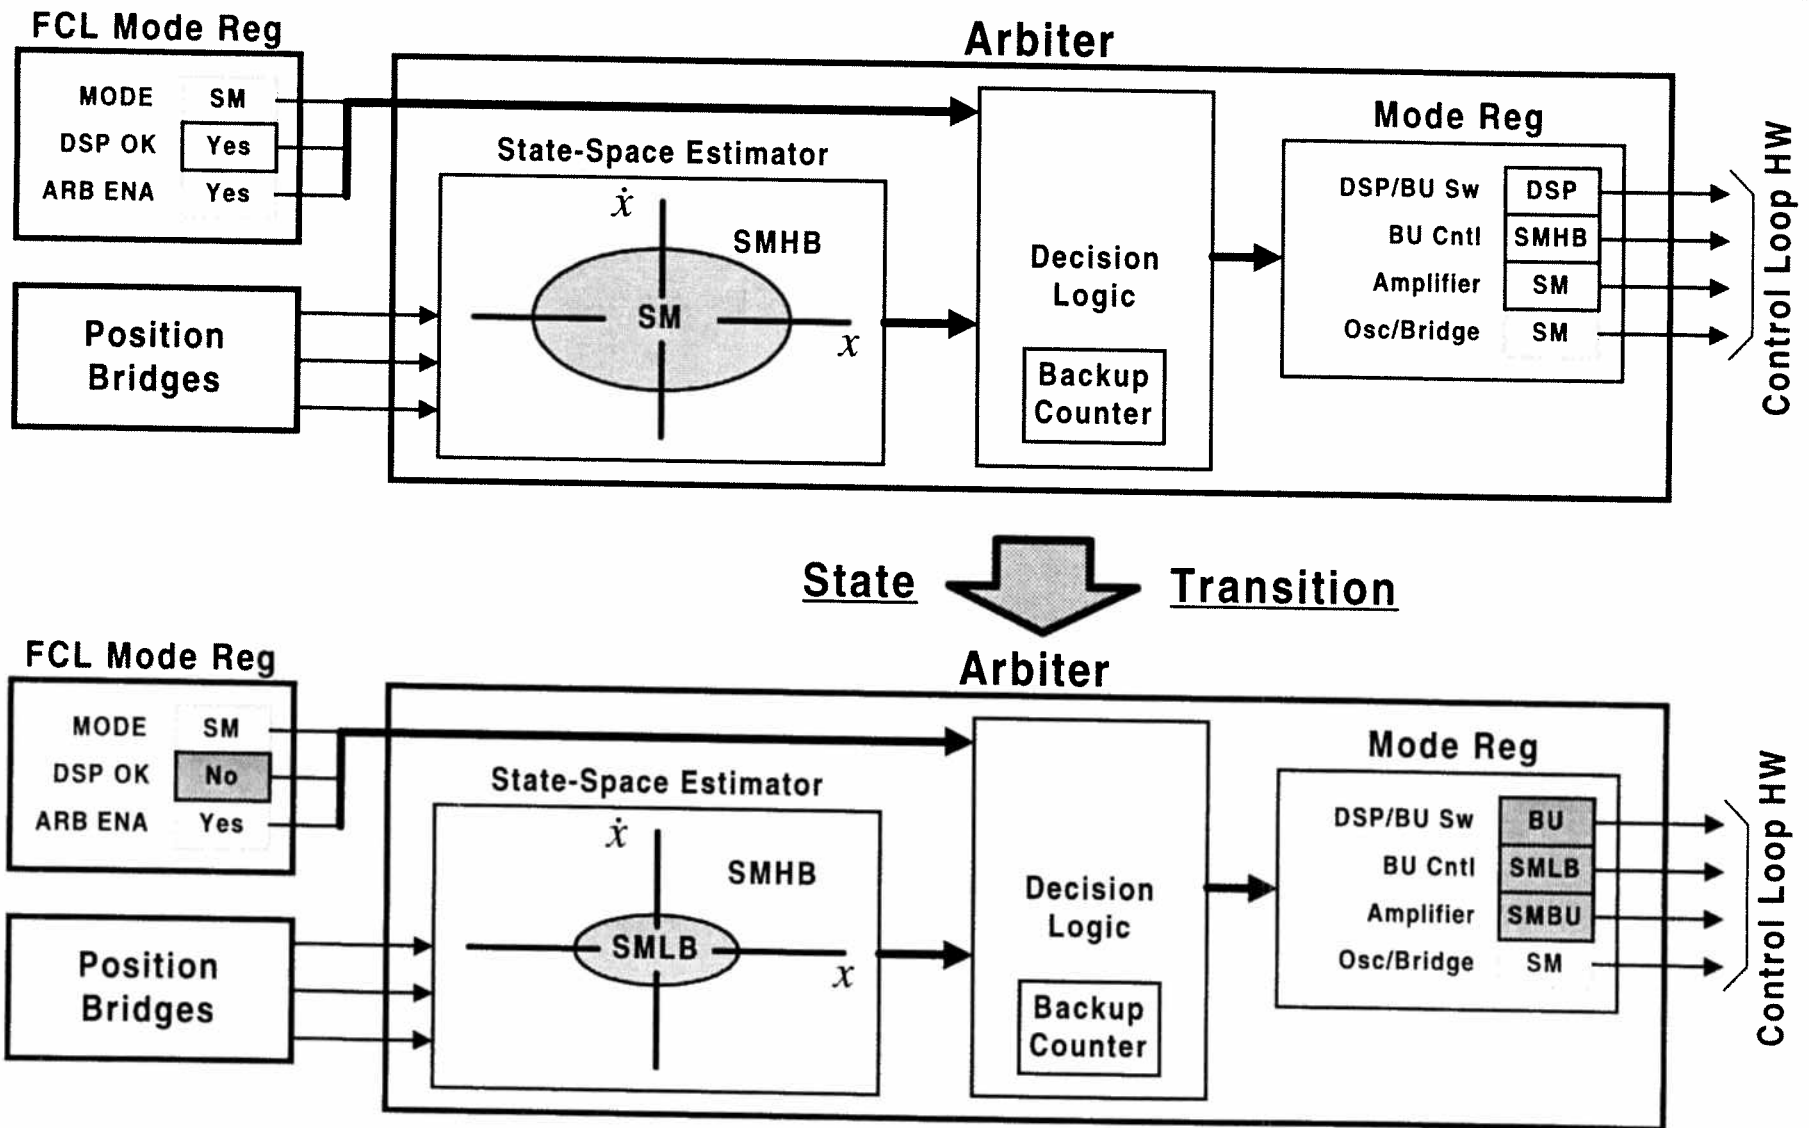 FCL Mode Reg
MODE SM
DSP OK Yes
ARB ENA Yes
Position
Bridges
Arbiter
State-Space Estimator
ẋ
SMHB
SM
x
Decision
Logic
Backup
Counter
Mode Reg
DSP/BU Sw DSP
BU Cntl SMHB
Amplifier SM
Osc/Bridge SM
Control Loop HW
State Transition
FCL Mode Reg
MODE SM
DSP OK No
ARB ENA Yes
Position
Bridges
Arbiter
State-Space Estimator
ẋ
SMHB
SMLB
x
Decision
Logic
Backup
Counter
Mode Reg
DSP/BU Sw BU
BU Cntl SMLB
Amplifier SMBU
Osc/Bridge SM
Control Loop HW